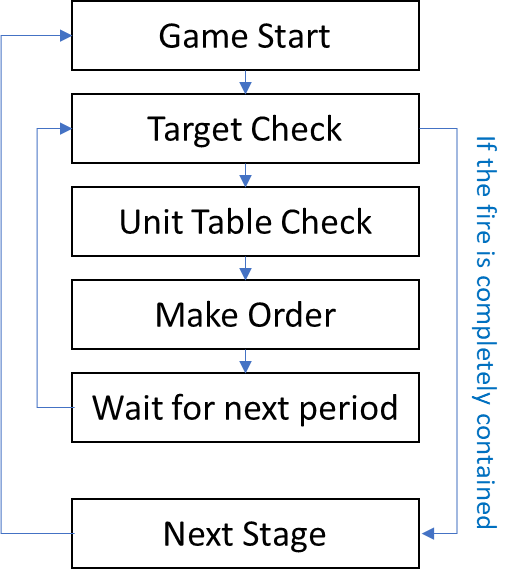 Game Start
Target Check
Unit Table Check
Make Order
Wait for next period
Next Stage
If the fire is completely contained